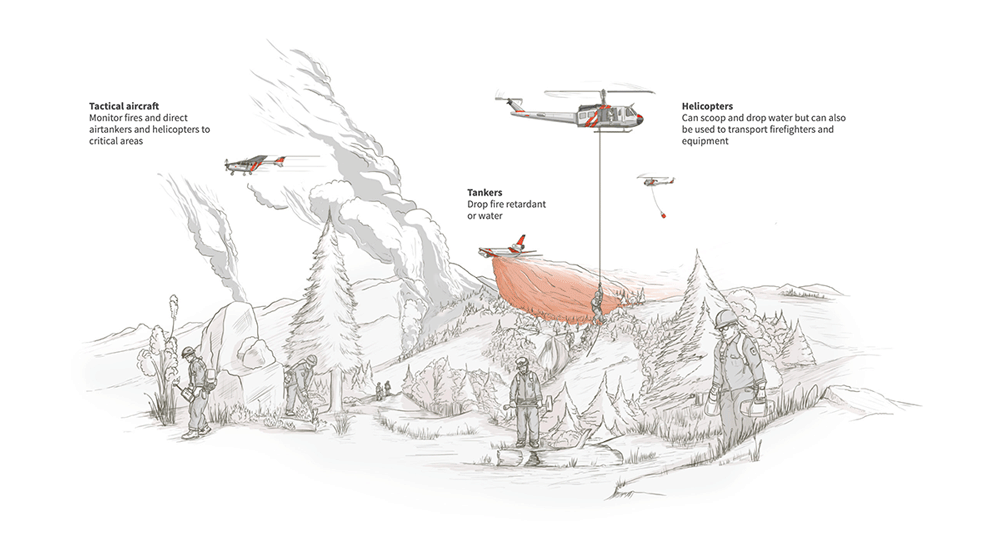 Tactical aircraft
Monitor fires and direct
airtankers and helicopters to
critical areas
Helicopters
Can scoop and drop water but can also
be used to transport firefighters and
equipment
Tankers
Drop fire retardant
or water